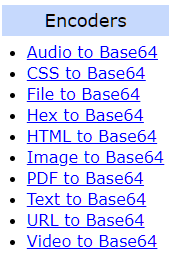 Encoders
Audio to Base64
CSS to Base64
File to Base64
Hex to Base64
HTML to Base64
Image to Base64
PDF to Base64
Text to Base64
URL to Base64
Video to Base64